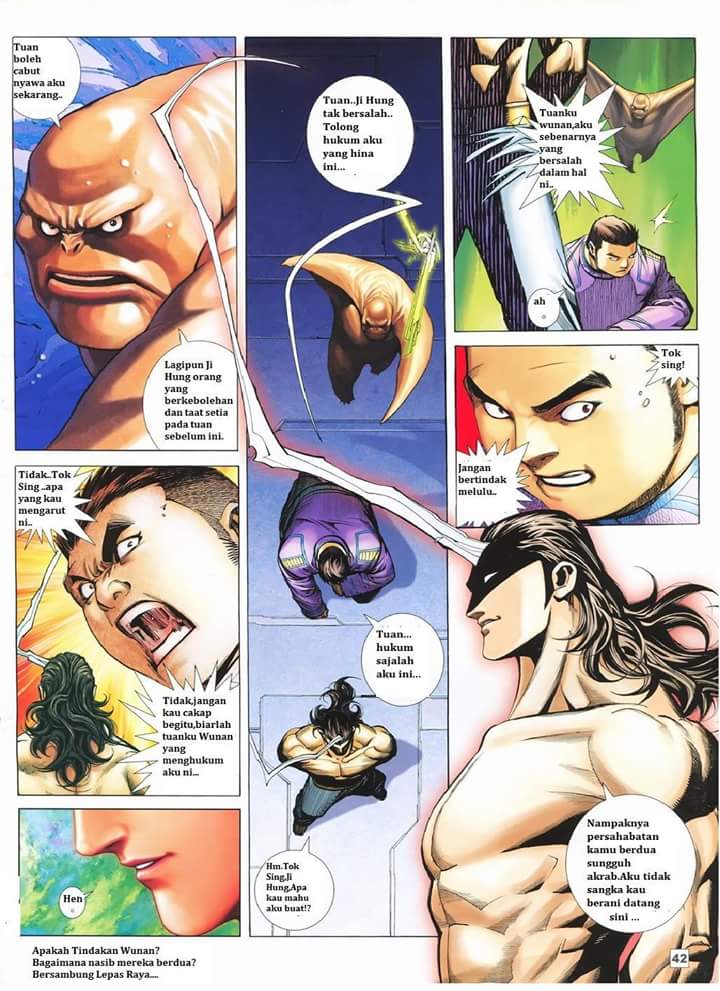 Tuanku
wunan,aku
sebenarnya
yang
bersalah
dalam hal
ni..
ah
Tok
sing!
Jangan
bertindak
melulu..
Nampaknya
persahabatan
kamu berdua
sungguh
akrab.Aku tidak
sangka kau
berani datang
sini ...
Tuan..Ji Hung
tak bersalah..
Tolong
hukum aku
yang hina
ini...
Tuan...
hukum
sajalah
aku ini...
Hm.Tok
Sing,Ji
Hung,Apa
kau mahu
aku buat!?
Tuan
boleh
cabut
nyawa aku
sekarang..
Lagipun Ji
Hung orang
yang
berkebolehan
dan taat setia
pada tuan
sebelum ini.
Tidak..Tok
Sing ..apa
yang kau
mengarut
ni..
Tidak,jangan
kau cakap
begitu,biarlah
tuanku Wunan
yang
menghukum
aku ni...
Hen
.
Apakah Tindakan Wunan?
Bagaimana nasib mereka berdua?
Bersambung Lepas Raya....
42